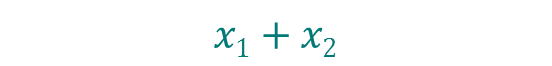 x₁ + x₂